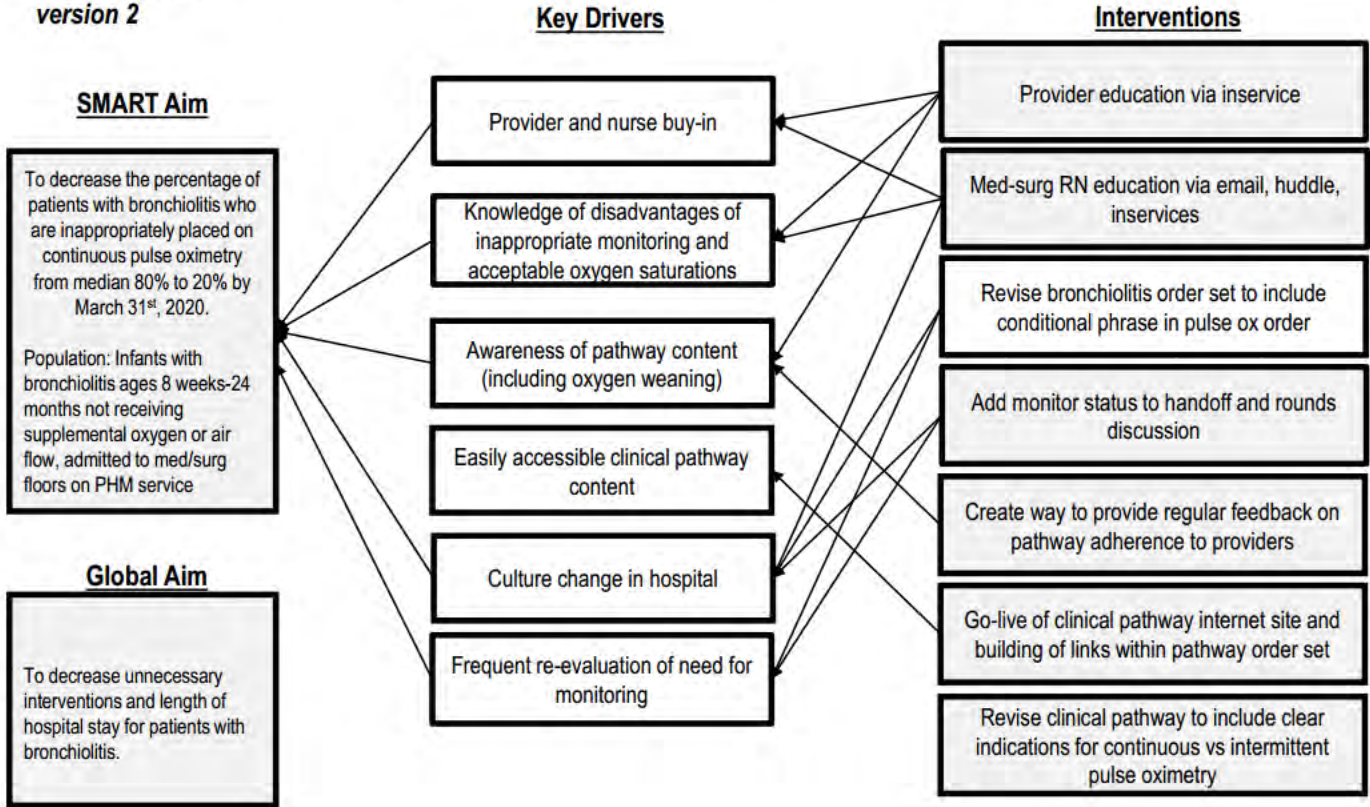 version 2
SMART Aim
To decrease the percentage of
patients with bronchiolitis who
are inappropriately placed on
continuous pulse oximetry
from median 80% to 20% by
March 31st, 2020.
Population: Infants with
bronchiolitis ages 8 weeks-24
months not receiving
supplemental oxygen or air
flow, admitted to med/surg
floors on PHM service
Global Aim
To decrease unnecessary
interventions and length of
hospital stay for patients with
bronchiolitis.
Key Drivers
Provider and nurse buy-in
Knowledge of disadvantages of
inappropriate monitoring and
acceptable oxygen saturations
Awareness of pathway content
(including oxygen weaning)
Easily accessible clinical pathway
content
Culture change in hospital
Frequent re-evaluation of need for
monitoring
Interventions
Provider education via inservice
Med-surg RN education via email, huddle,
inservices
Revise bronchiolitis order set to include
conditional phrase in pulse ox order
Add monitor status to handoff and rounds
discussion
Create way to provide regular feedback on
pathway adherence to providers
Go-live of clinical pathway internet site and
building of links within pathway order set
Revise clinical pathway to include clear
indications for continuous vs intermittent
pulse oximetry